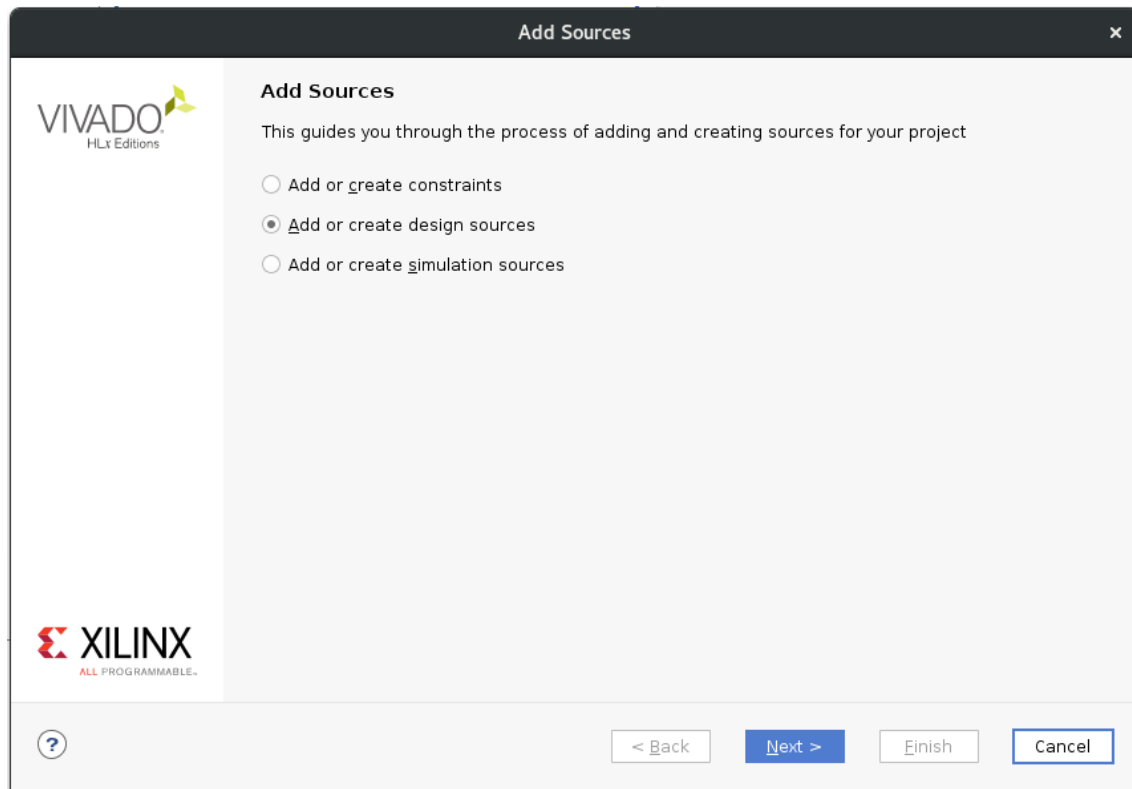 Add Sources
VIVADO
HLx Editions
Add Sources
This guides you through the process of adding and creating sources for your project
Add or create constraints
Add or create design sources
Add or create simulation sources
XILINX
ALL PROGRAMMABLE™
?
< Back
Next >
Finish
Cancel